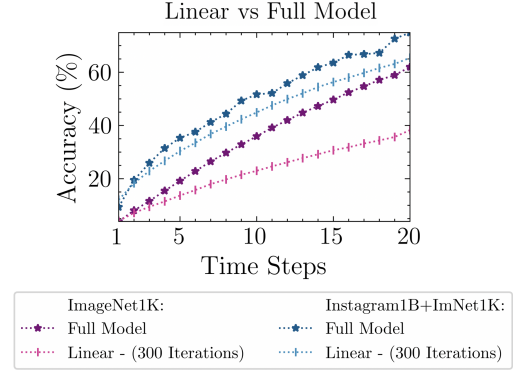 Linear vs Full Model
Accuracy (%)
60
40
20
1 5 10 15 20
Time Steps
ImageNet1K: Instagram1B+ImNet1K:
Full Model Full Model
Linear - (300 Iterations) Linear - (300 Iterations)